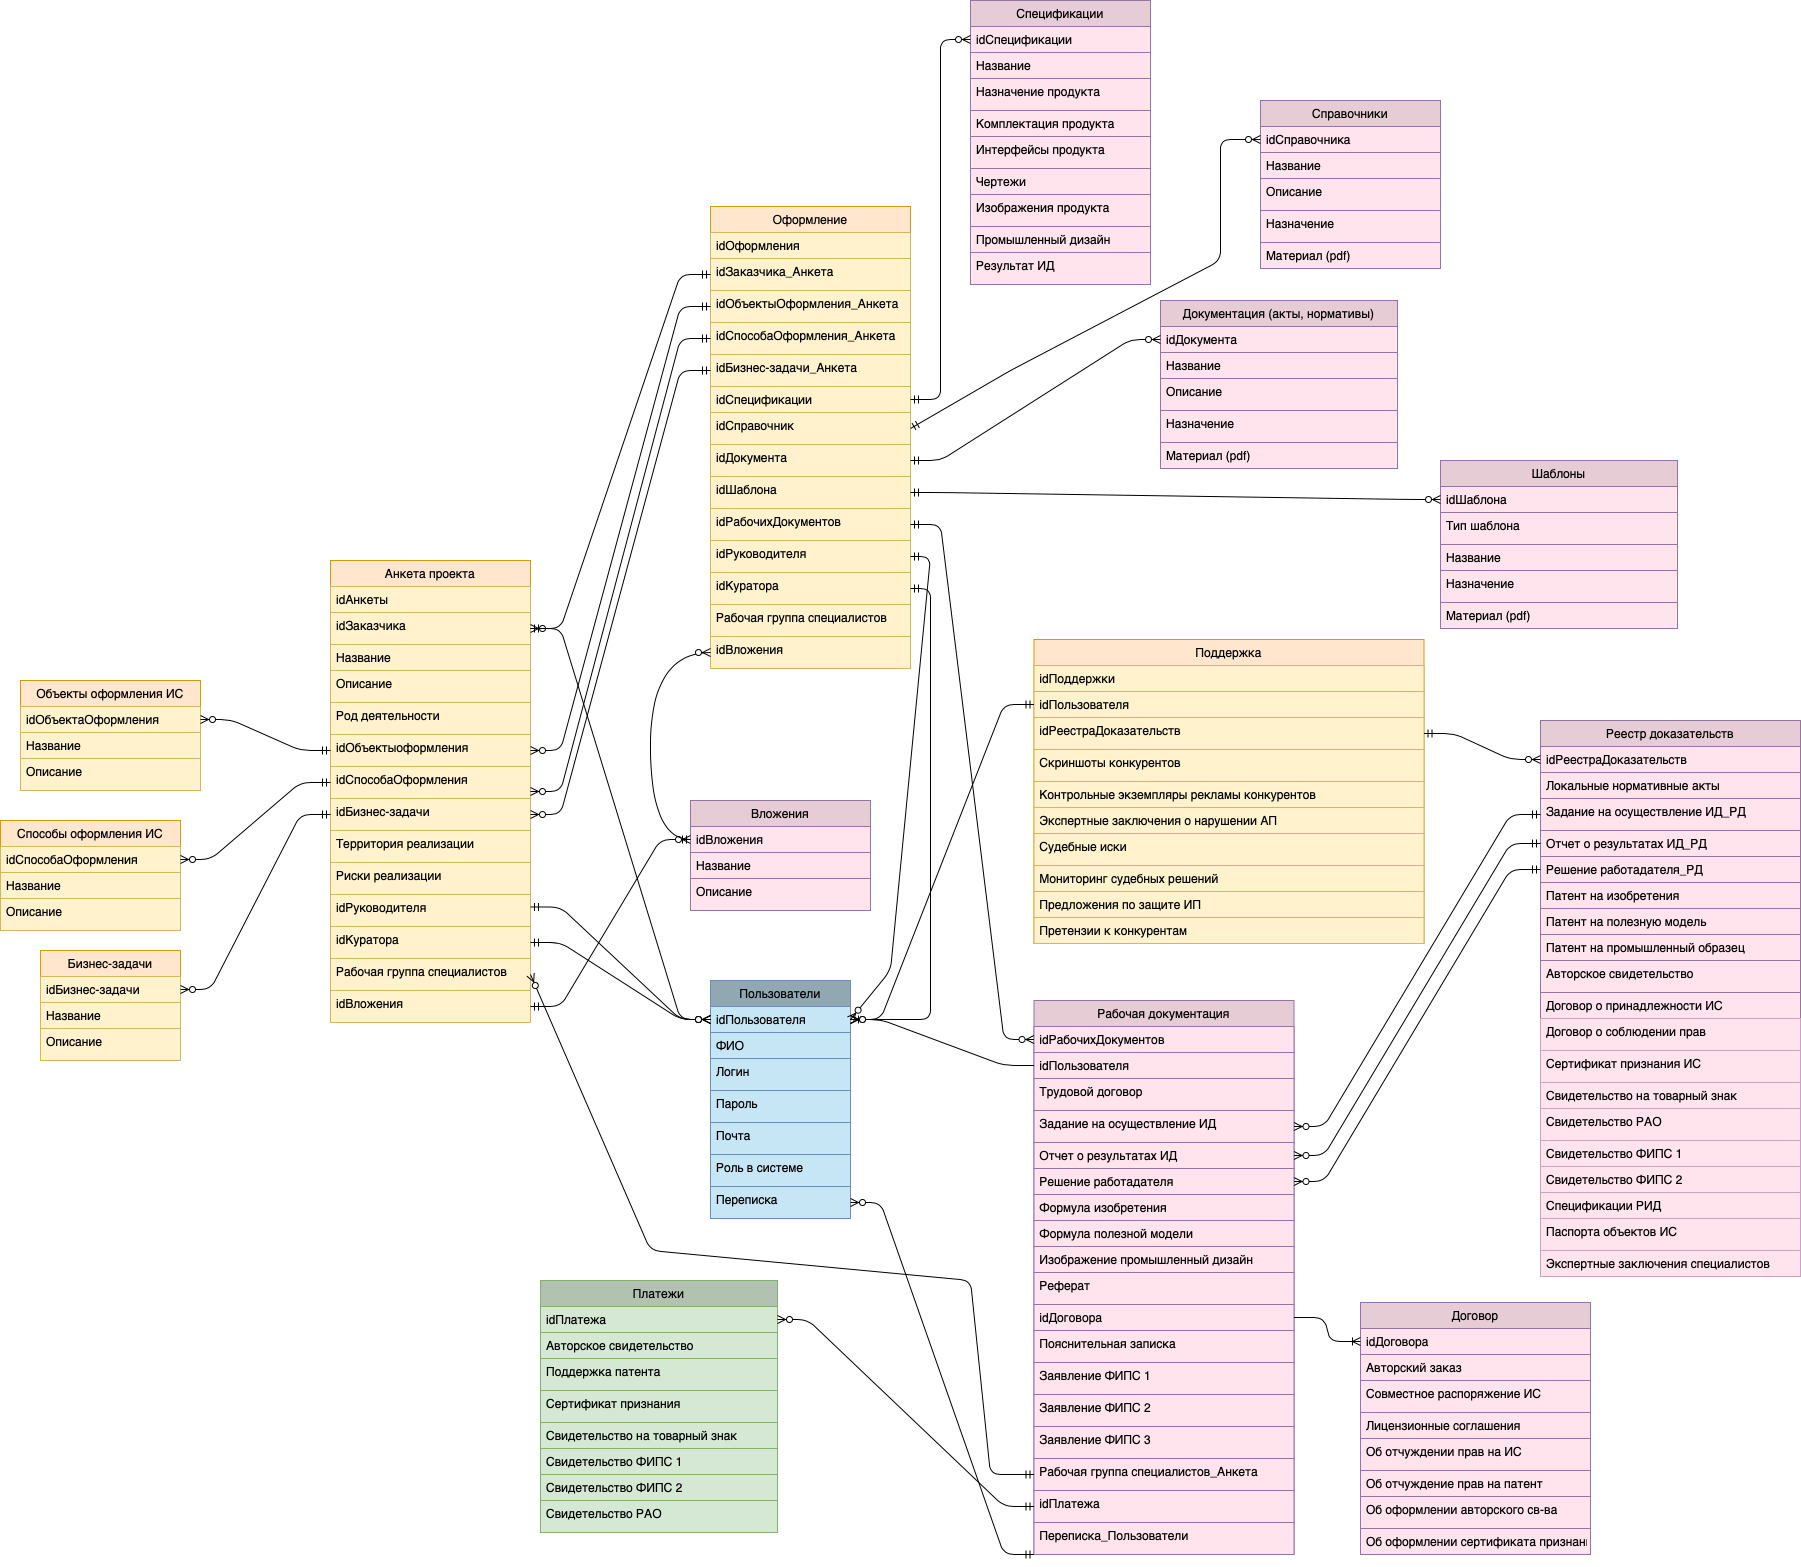 Спецификации
idСпецификации
Название
Назначение продукта
Комплектация продукта
Интерфейсы продукта
Чертежи
Изображения продукта
Промышленный дизайн
Результат ИД
Справочники
idСправочника
Название
Описание
Назначение
Материал (pdf)
Оформление
idОформления
idЗаказчика_Анкета
idОбъектыОформления_Анкета
idСпособаОформления_Анкета
idБизнес-задачи_Анкета
idСпецификации
idСправочник
idДокумента
idШаблона
idРабочихДокументов
idРуководителя
idКуратора
Рабочая группа специалистов
idВложения
Документация (акты, нормативы)
idДокумента
Название
Описание
Назначение
Материал (pdf)
Шаблоны
idШаблона
Тип шаблона
Название
Назначение
Материал (pdf)
Анкета проекта
idАнкеты
idЗаказчика
Название
Описание
Род деятельности
idОбъектыоформления
idСпособаОформления
idБизнес-задачи
Территория реализации
Риски реализации
idРуководителя
idКуратора
Рабочая группа специалистов
idВложения
Объекты оформления ИС
idОбъектаОформления
Название
Описание
Способы оформления ИС
idСпособаОформления
Название
Описание
Бизнес-задачи
idБизнес-задачи
Название
Описание
Вложения
idВложения
Название
Описание
Поддержка
idПоддержки
idПользователя
idРеестраДоказательств
Скриншоты конкурентов
Контрольные экземпляры рекламы конкурентов
Экспертные заключения о нарушении АП
Судебные иски
Мониторинг судебных решений
Предложения по защите ИП
Претензии к конкурентам
Реестр доказательств
idРеестраДоказательств
Локальные нормативные акты
Задание на осуществление ИД_РД
Отчет о результатах ИД_РД
Решение работадателя_РД
Патент на изобретения
Патент на полезную модель
Патент на промышленный образец
Авторское свидетельство
Договор о принадлежности ИС
Договор о соблюдении прав
Сертификат признания ИС
Свидетельство на товарный знак
Свидетельство РАО
Свидетельство ФИПС 1
Свидетельство ФИПС 2
Спецификации РИД
Паспорта объектов ИС
Экспертные заключения специалистов
Пользователи
idПользователя
ФИО
Логин
Пароль
Почта
Роль в системе
Переписка
Рабочая документация
idРабочихДокументов
idПользователя
Трудовой договор
Задание на осуществление ИД
Отчет о результатах ИД
Решение работадателя
Формула изобретения
Формула полезной модели
Изображение промышленный дизайн
Реферат
idДоговора
Пояснительная записка
Заявление ФИПС 1
Заявление ФИПС 2
Заявление ФИПС 3
Рабочая группа специалистов_Анкета
idПлатежа
Переписка_Пользователи
Платежи
idПлатежа
Авторское свидетельство
Поддержка патента
Сертификат признания
Свидетельство на товарный знак
Свидетельство ФИПС 1
Свидетельство ФИПС 2
Свидетельство РАО
Договор
idДоговора
Авторский заказ
Совместное распоряжение ИС
Лицензионные соглашения
Об отчуждении прав на ИС
Об отчуждение прав на патент
Об оформлении авторского св-ва
Об оформлении сертификата признан